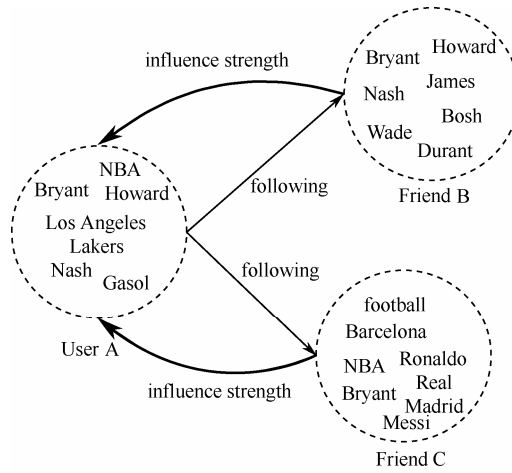 influence strength
Bryant
Howard
James
Nash
Bosh
Wade
Durant
Friend B
following
NBA
Bryant
Howard
Los Angeles
Lakers
Nash
Gasol
User A
following
football
Barcelona
NBA
Ronaldo
Real
Bryant
Madrid
Messi
Friend C
influence strength